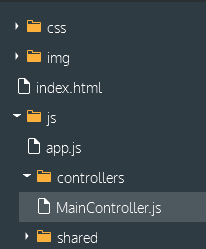 css
img
index.html
js
app.js
controllers
MainController.js
shared